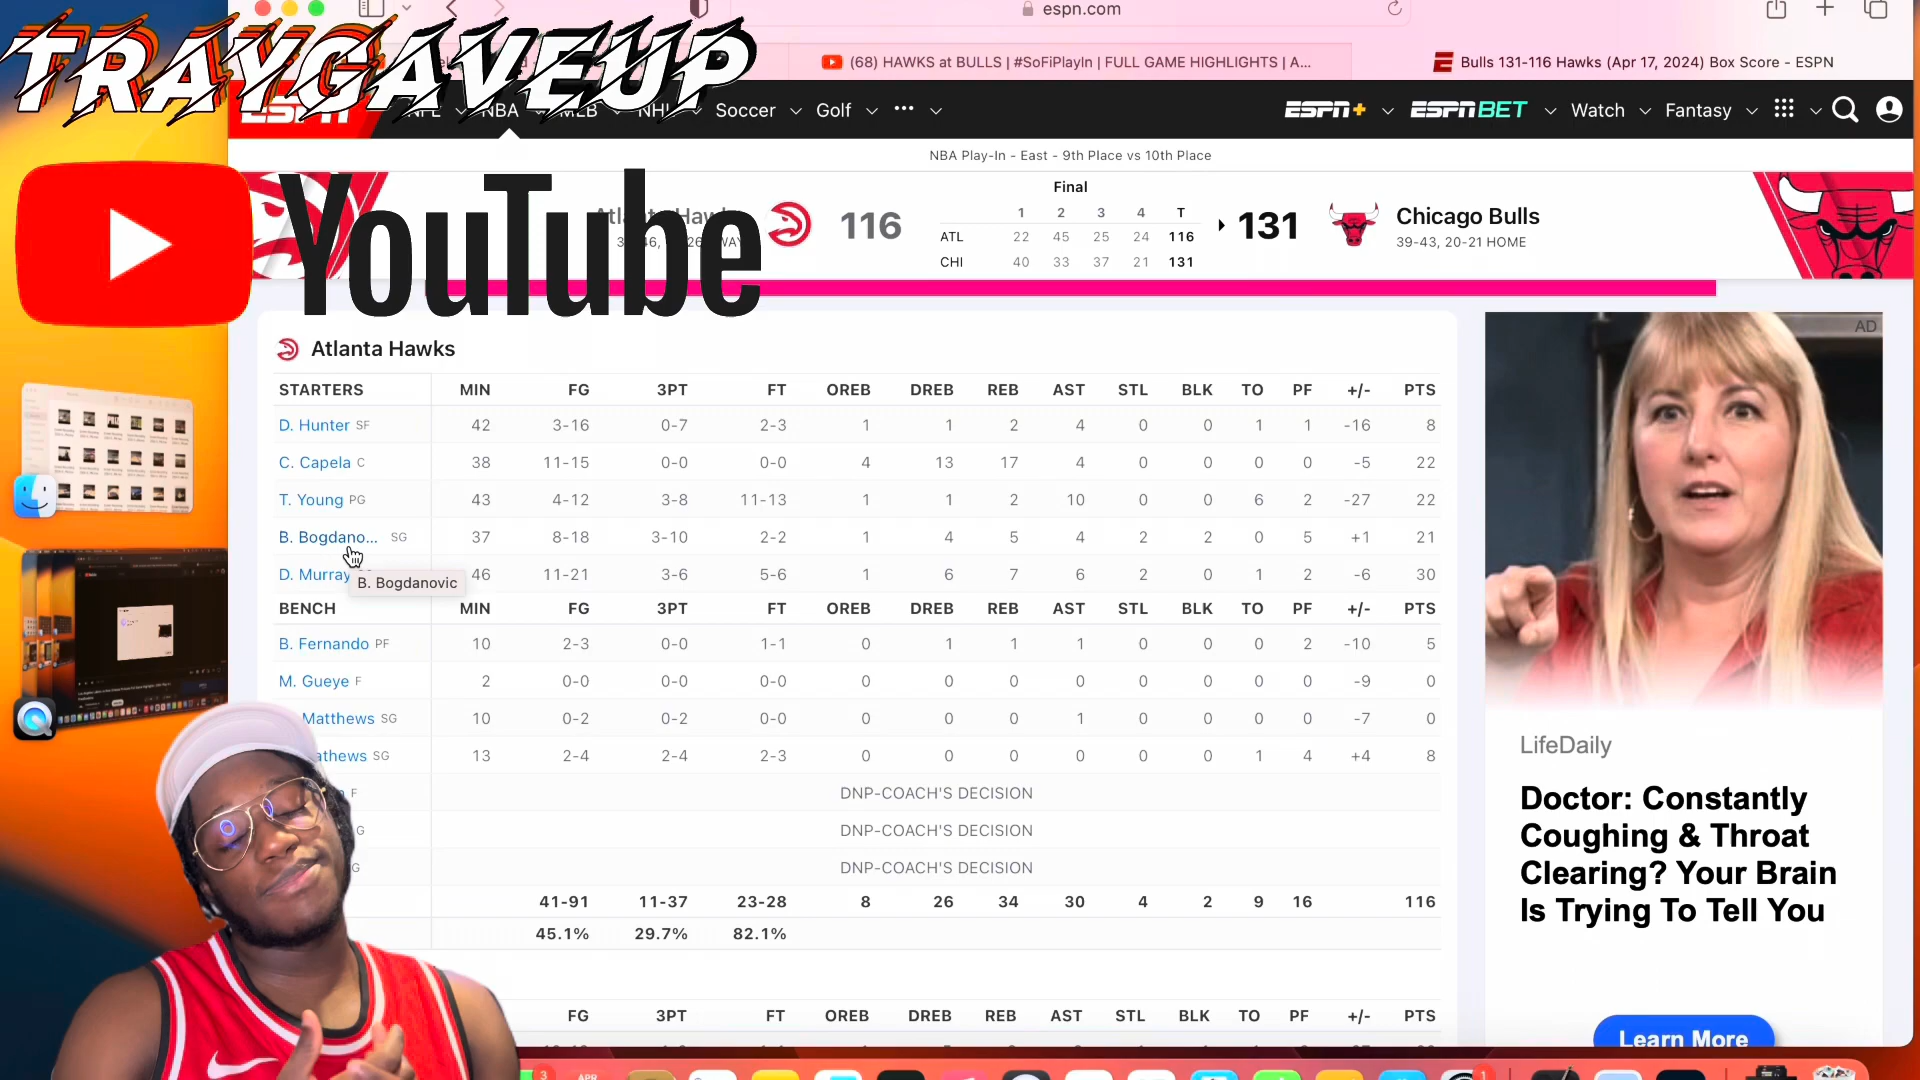 TRAYGAVEUP
YouTube
espn.com
(68) HAWKS at BULLS | #SoFiPlayIn | FULL GAME HIGHLIGHTS | A...
Bulls 131-116 Hawks (Apr 17, 2024) Box Score - ESPN
NBA
Soccer
Golf
ESPN+
ESPNBET
Watch
Fantasy
NBA Play-In - East - 9th Place vs 10th Place
Final
116
1 2 3 4 T
ATL 22 45 25 24 116
CHI 40 33 37 21 131
131
Chicago Bulls
39-43, 20-21 HOME
Atlanta Hawks
STARTERS MIN FG 3PT FT OREB DREB REB AST STL BLK TO PF +/- PTS
D. Hunter SF 42 3-16 0-7 2-3 1 1 2 4 0 0 1 1 -16 8
C. Capela C 38 11-15 0-0 0-0 4 13 17 4 0 0 0 0 -5 22
T. Young PG 43 4-12 3-8 11-13 1 1 2 10 0 0 6 2 -27 22
B. Bogdano... SG 37 8-18 3-10 2-2 1 4 5 4 2 2 0 5 +1 21
D. Murray 46 11-21 3-6 5-6 1 6 7 6 2 0 1 2 -6 30
B. Bogdanovic
BENCH MIN FG 3PT FT OREB DREB REB AST STL BLK TO PF +/- PTS
B. Fernando PF 10 2-3 0-0 1-1 0 1 1 1 0 0 0 2 -10 5
M. Gueye F 2 0-0 0-0 0-0 0 0 0 0 0 0 0 0 -9 0
Matthews SG 10 0-2 0-2 0-0 0 0 0 1 0 0 0 0 -7 0
athews SG 13 2-4 2-4 2-3 0 0 0 0 0 0 1 4 +4 8
F DNP-COACH'S DECISION
G DNP-COACH'S DECISION
G DNP-COACH'S DECISION
41-91 11-37 23-28 8 26 34 30 4 2 9 16 116
45.1% 29.7% 82.1%
FG 3PT FT OREB DREB REB AST STL BLK TO PF +/- PTS
AD
LifeDaily
Doctor: Constantly
Coughing & Throat
Clearing? Your Brain
Is Trying To Tell You
Learn More